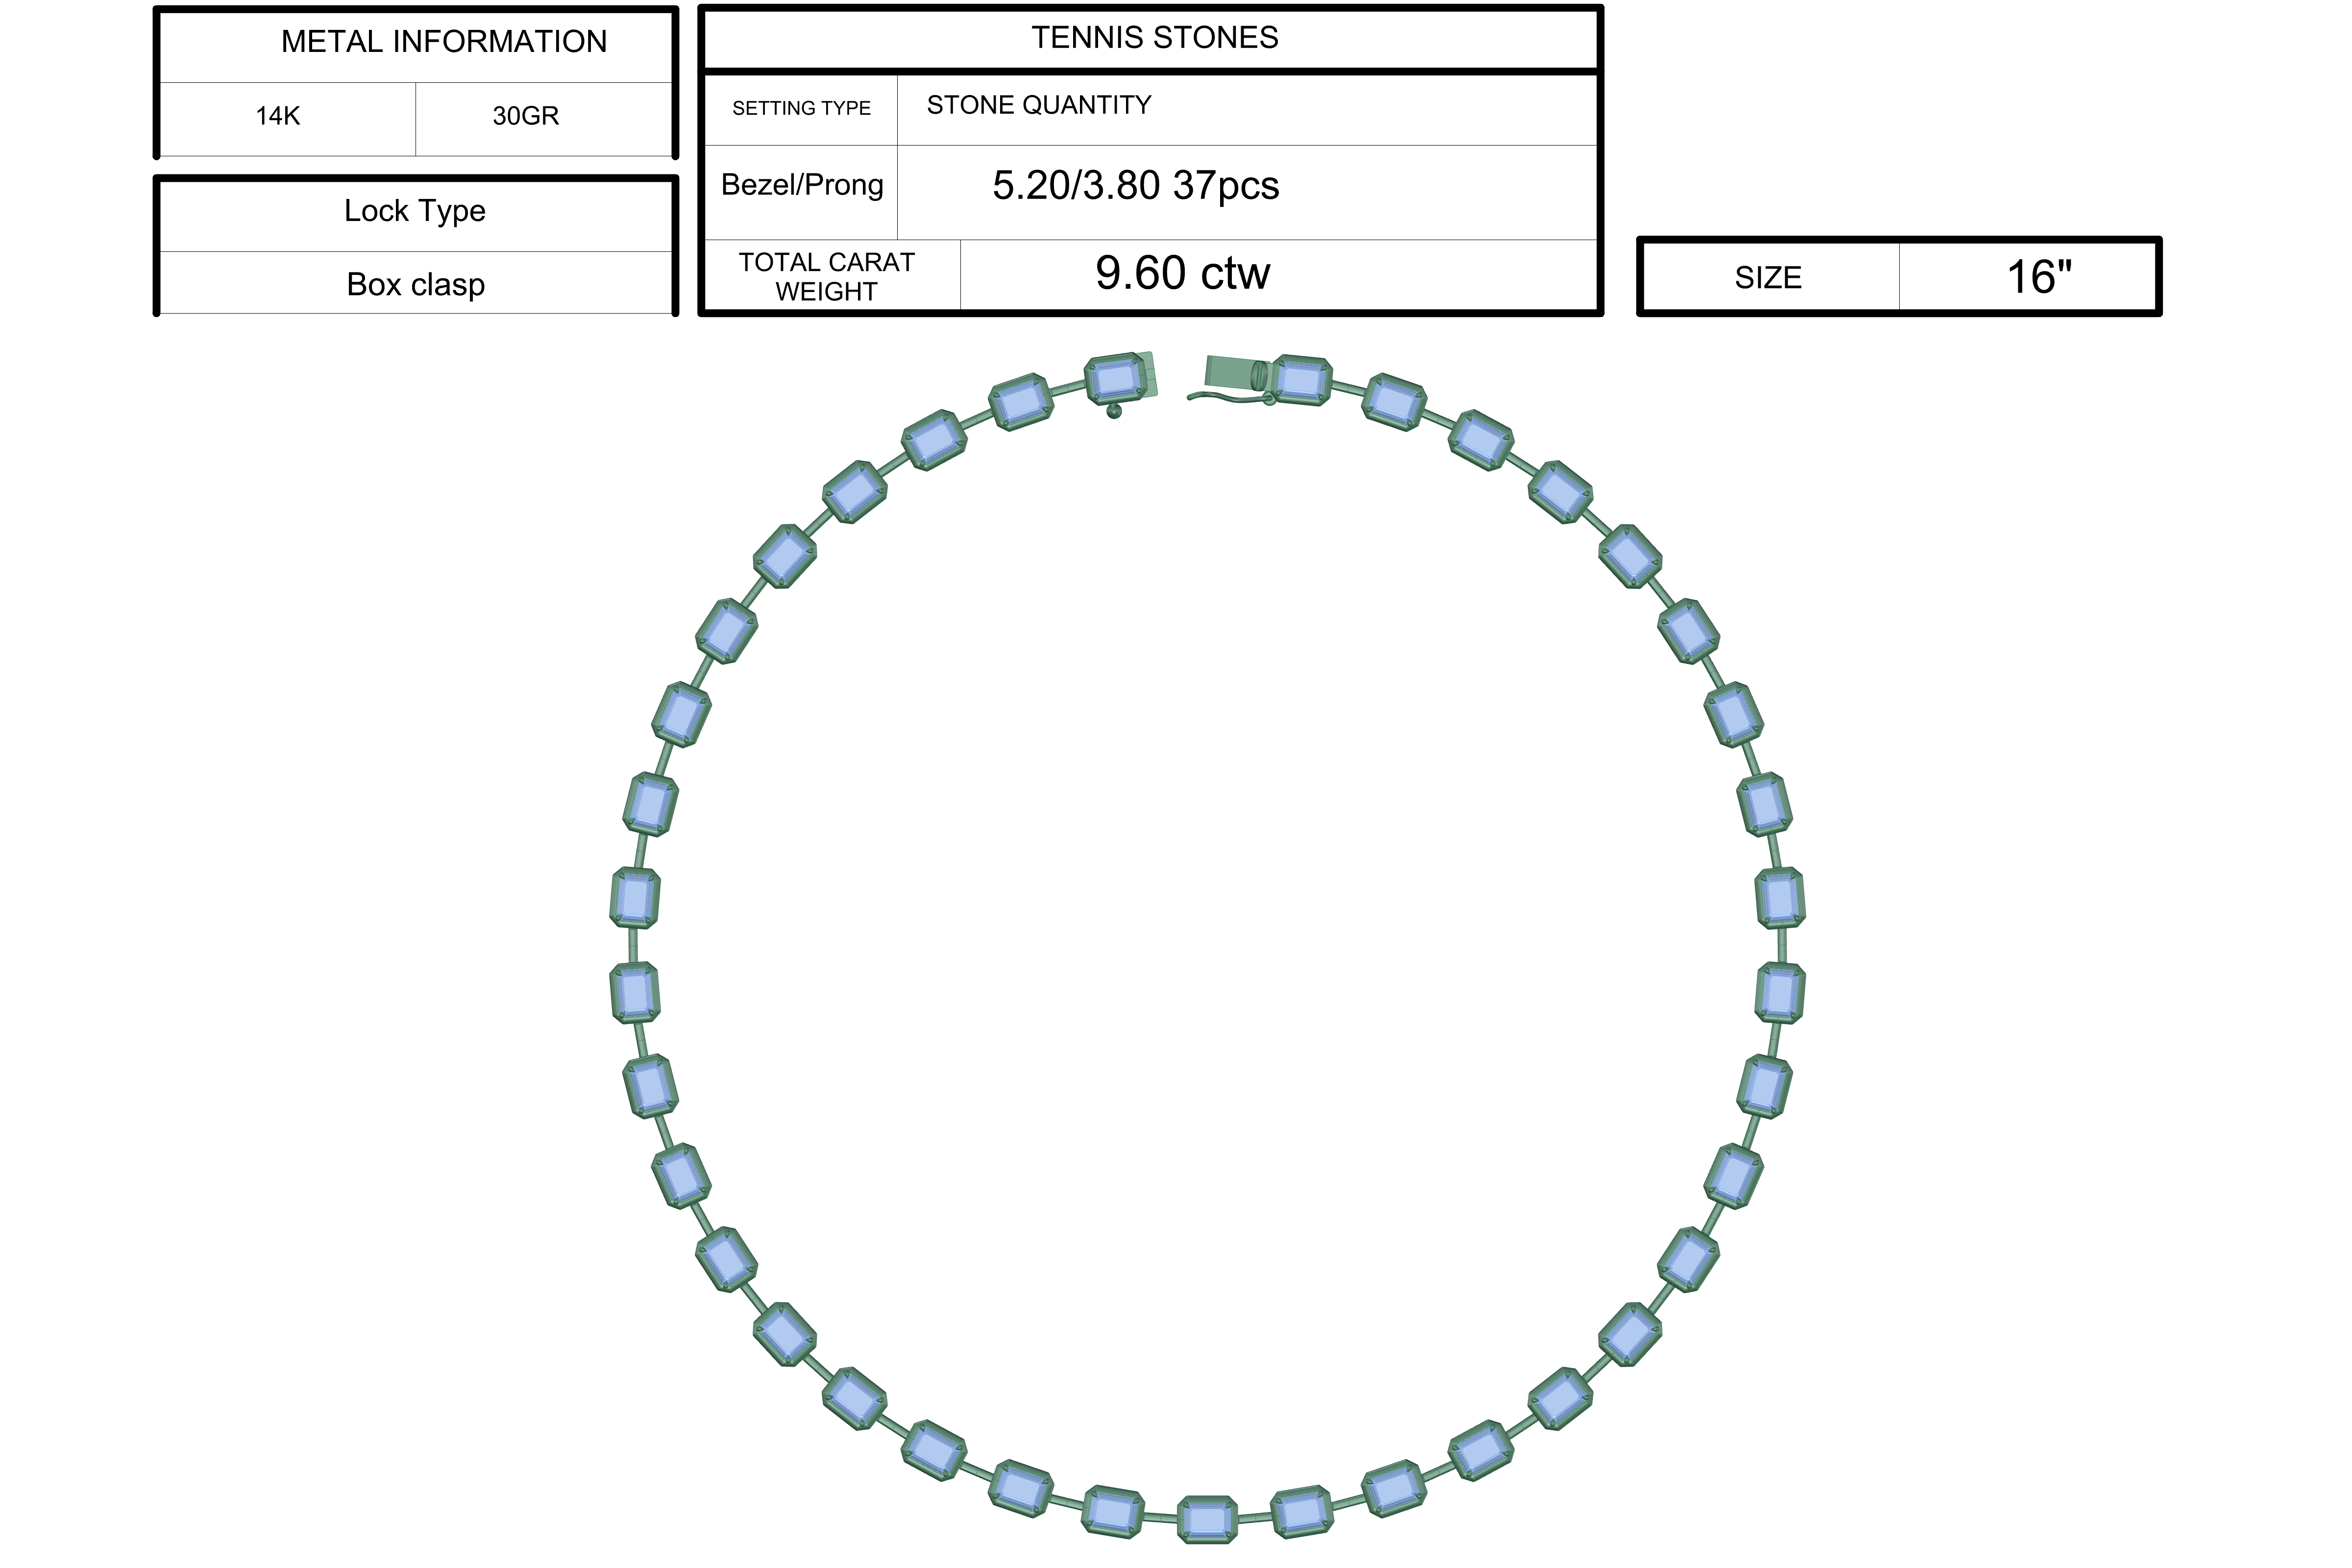 METAL INFORMATION
14K 30GR
Lock Type
Box clasp
TENNIS STONES
SETTING TYPE STONE QUANTITY
Bezel/Prong 5.20/3.80 37pcs
TOTAL CARAT
WEIGHT
9.60 ctw
SIZE 16"